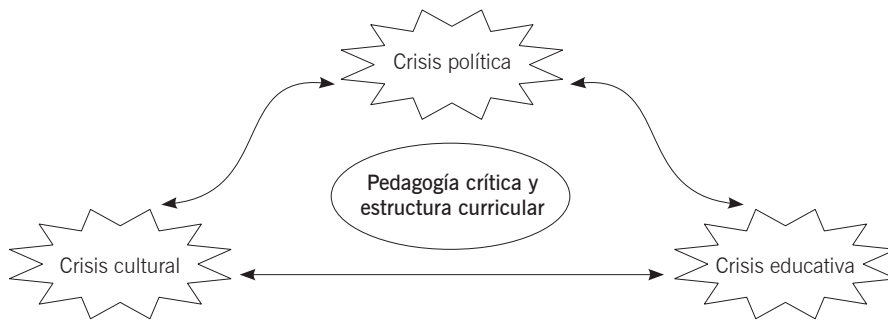 Crisis política
Pedagogía crítica y
estructura curricular
Crisis cultural
Crisis educativa